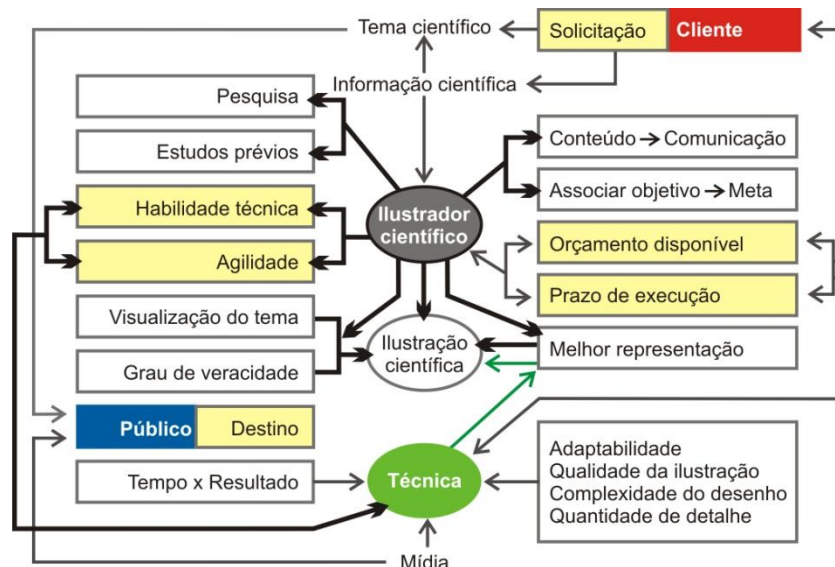 Tema científico
Solicitação
Cliente
Informação científica
Pesquisa
Estudos prévios
Conteúdo → Comunicação
Associar objetivo → Meta
Habilidade técnica
Agilidade
Ilustrador
científico
Orçamento disponível
Prazo de execução
Visualização do tema
Grau de veracidade
Ilustração
científica
Melhor representação
Público
Destino
Tempo x Resultado
Técnica
Adaptabilidade
Qualidade da ilustração
Complexidade do desenho
Quantidade de detalhe
Mídia